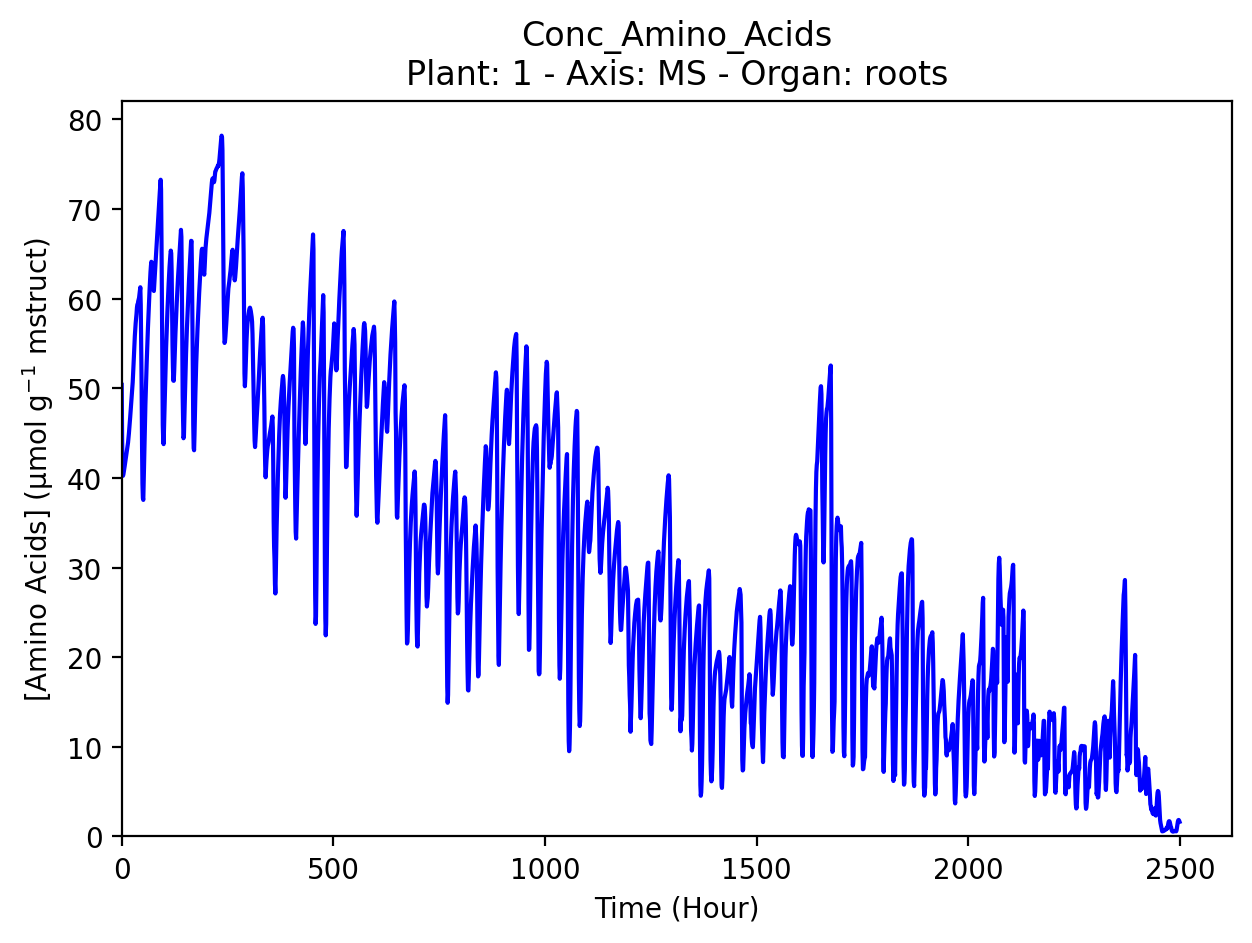 Conc_Amino_Acids
Plant: 1 - Axis: MS - Organ: roots
[Amino Acids] (µmol g⁻¹ mstruct)
80
70
60
50
40
30
20
10
0
0 500 1000 1500 2000 2500
Time (Hour)